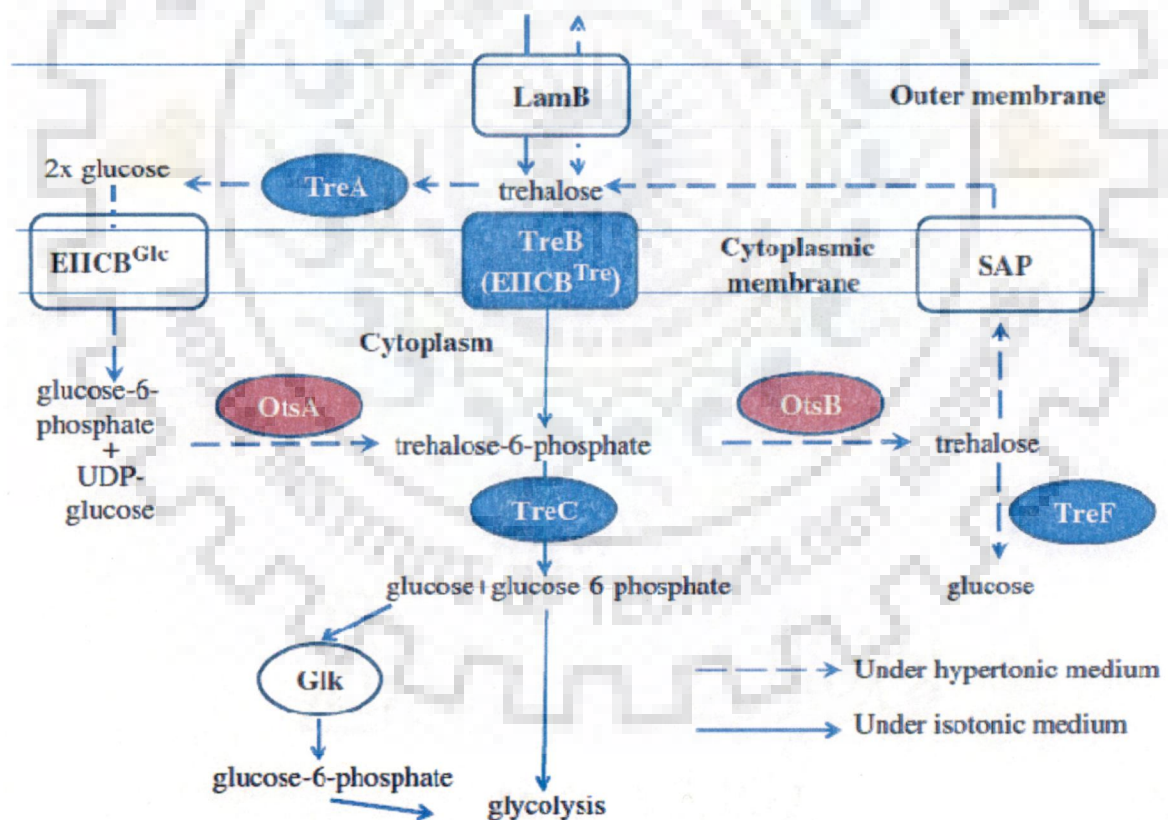 LamB
Outer membrane
2x glucose
TreA
trehalose
EIICB^Glc
TreB
(EIICB^Tre)
Cytoplasmic
membrane
SAP
Cytoplasm
glucose-6-
phosphate
+
UDP-
glucose
OtsA
trehalose-6-phosphate
OtsB
trehalose
TreC
TreF
glucose+glucose 6 phosphate
glucose
Glk
Under hypertonic medium
Under isotonic medium
glucose-6-phosphate
glycolysis